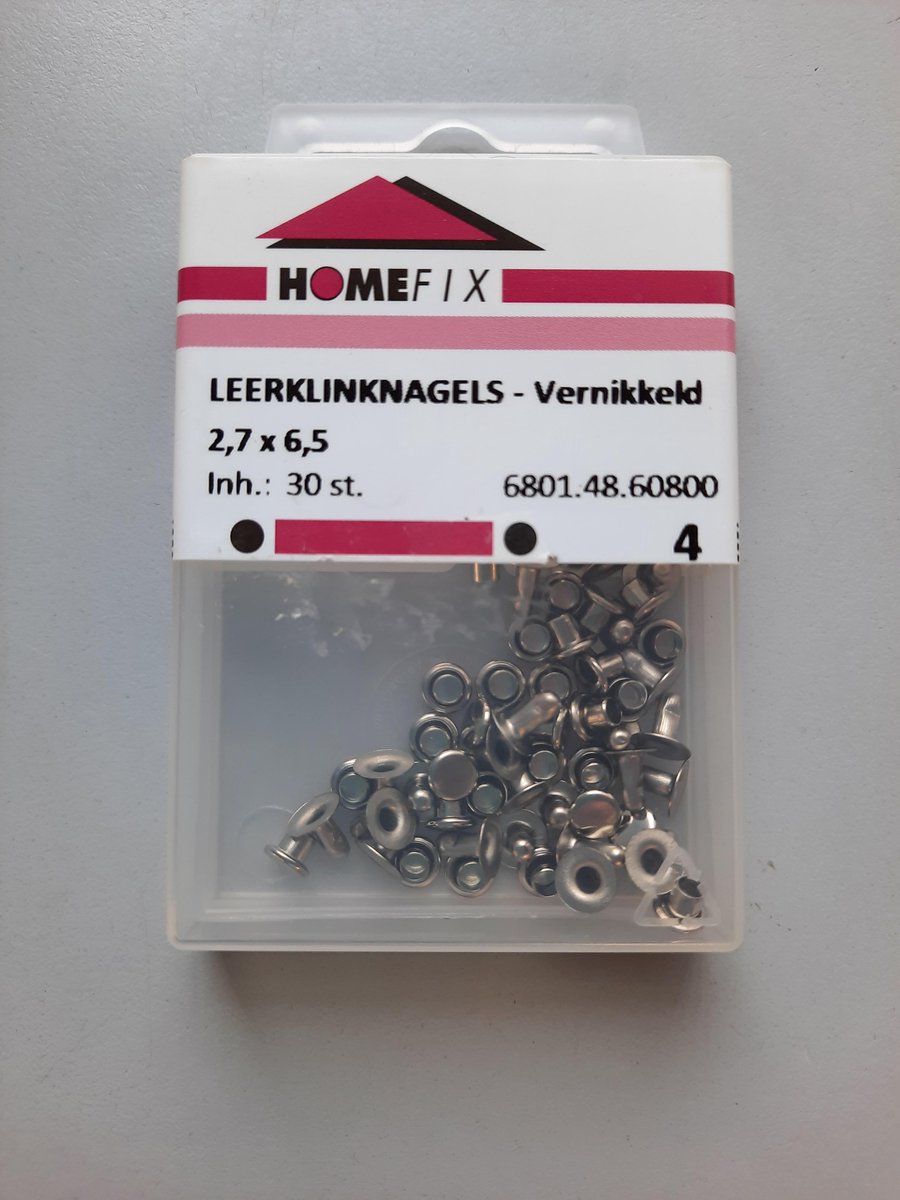 HOMEFIX
LEERKLINKNAGELS - Vernikkeld
2,7 x 6,5
Inh.: 30 st.
6801.48.60800
4